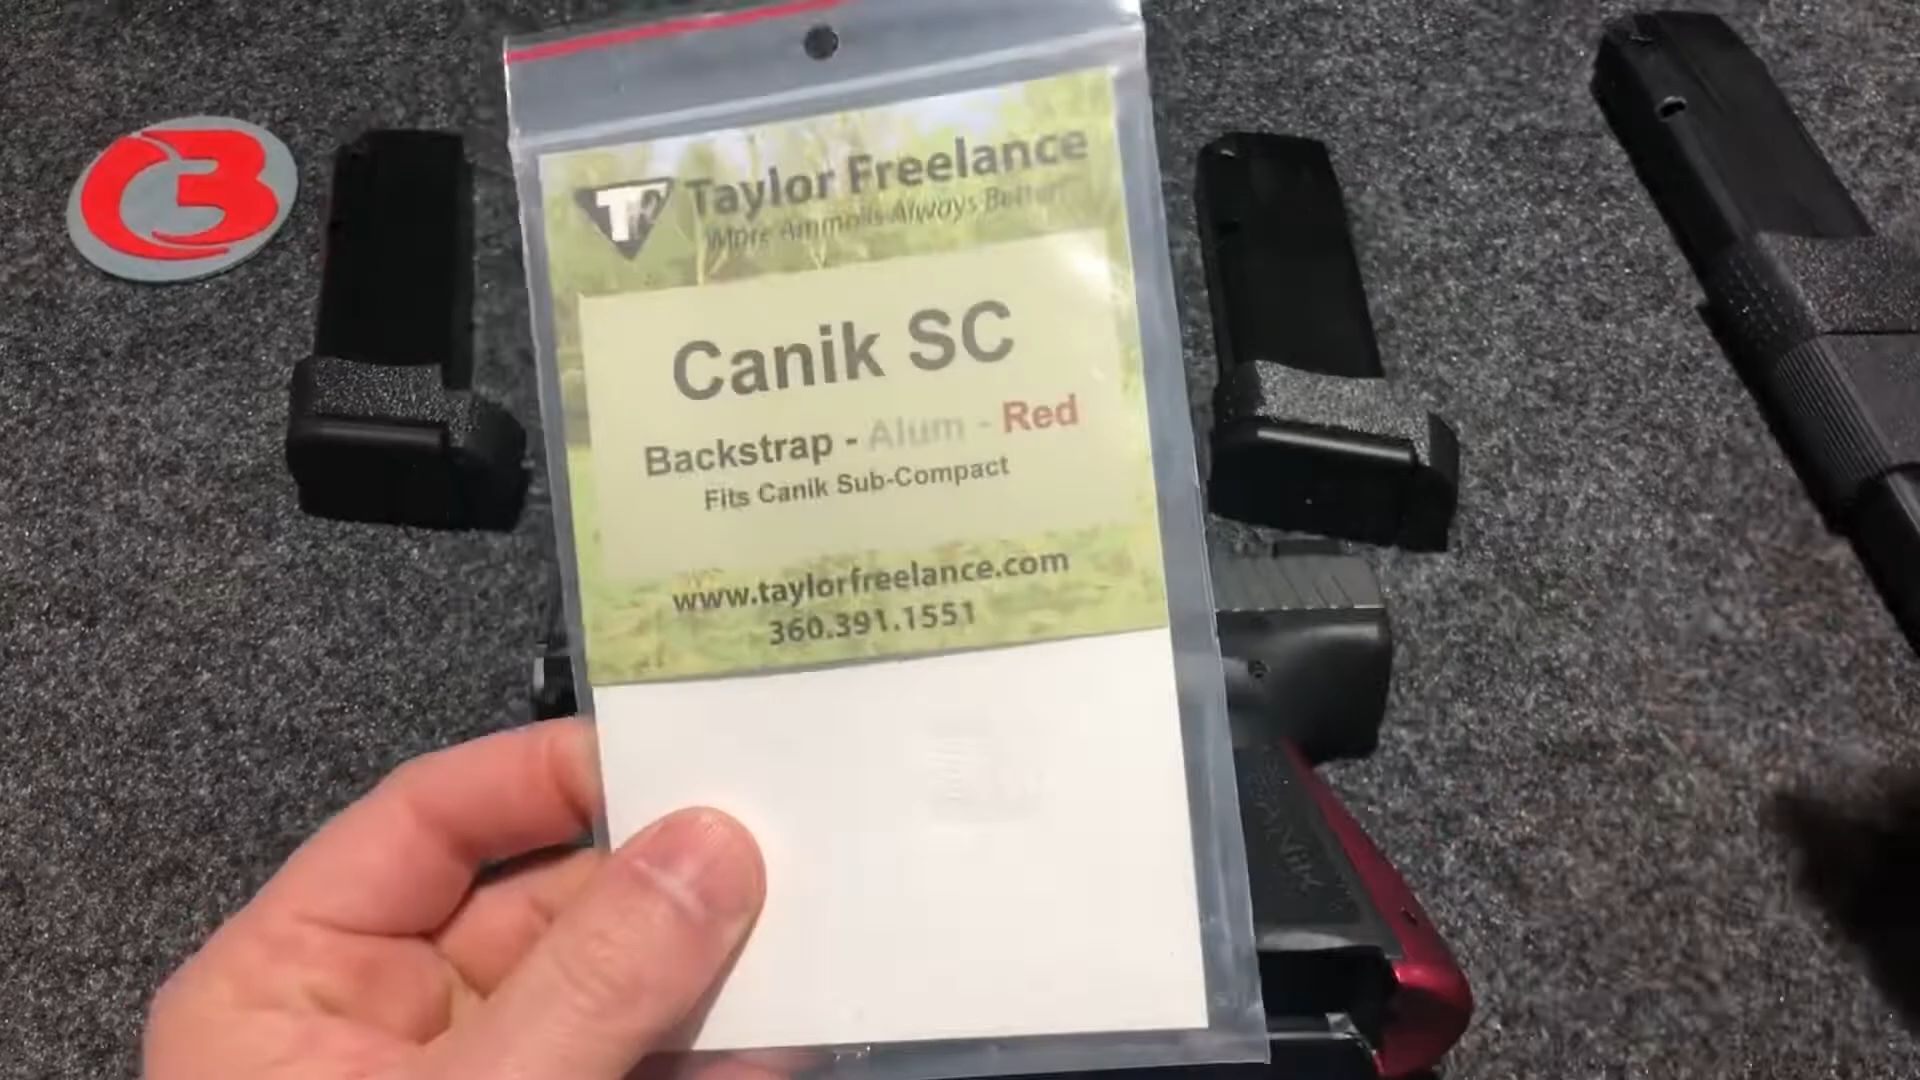 Taylor Freelance
More Ammo Is Always Better
Canik SC
Backstrap - Alum - Red
Fits Canik Sub-Compact
www.taylorfreelance.com
360.391.1551
CANIK